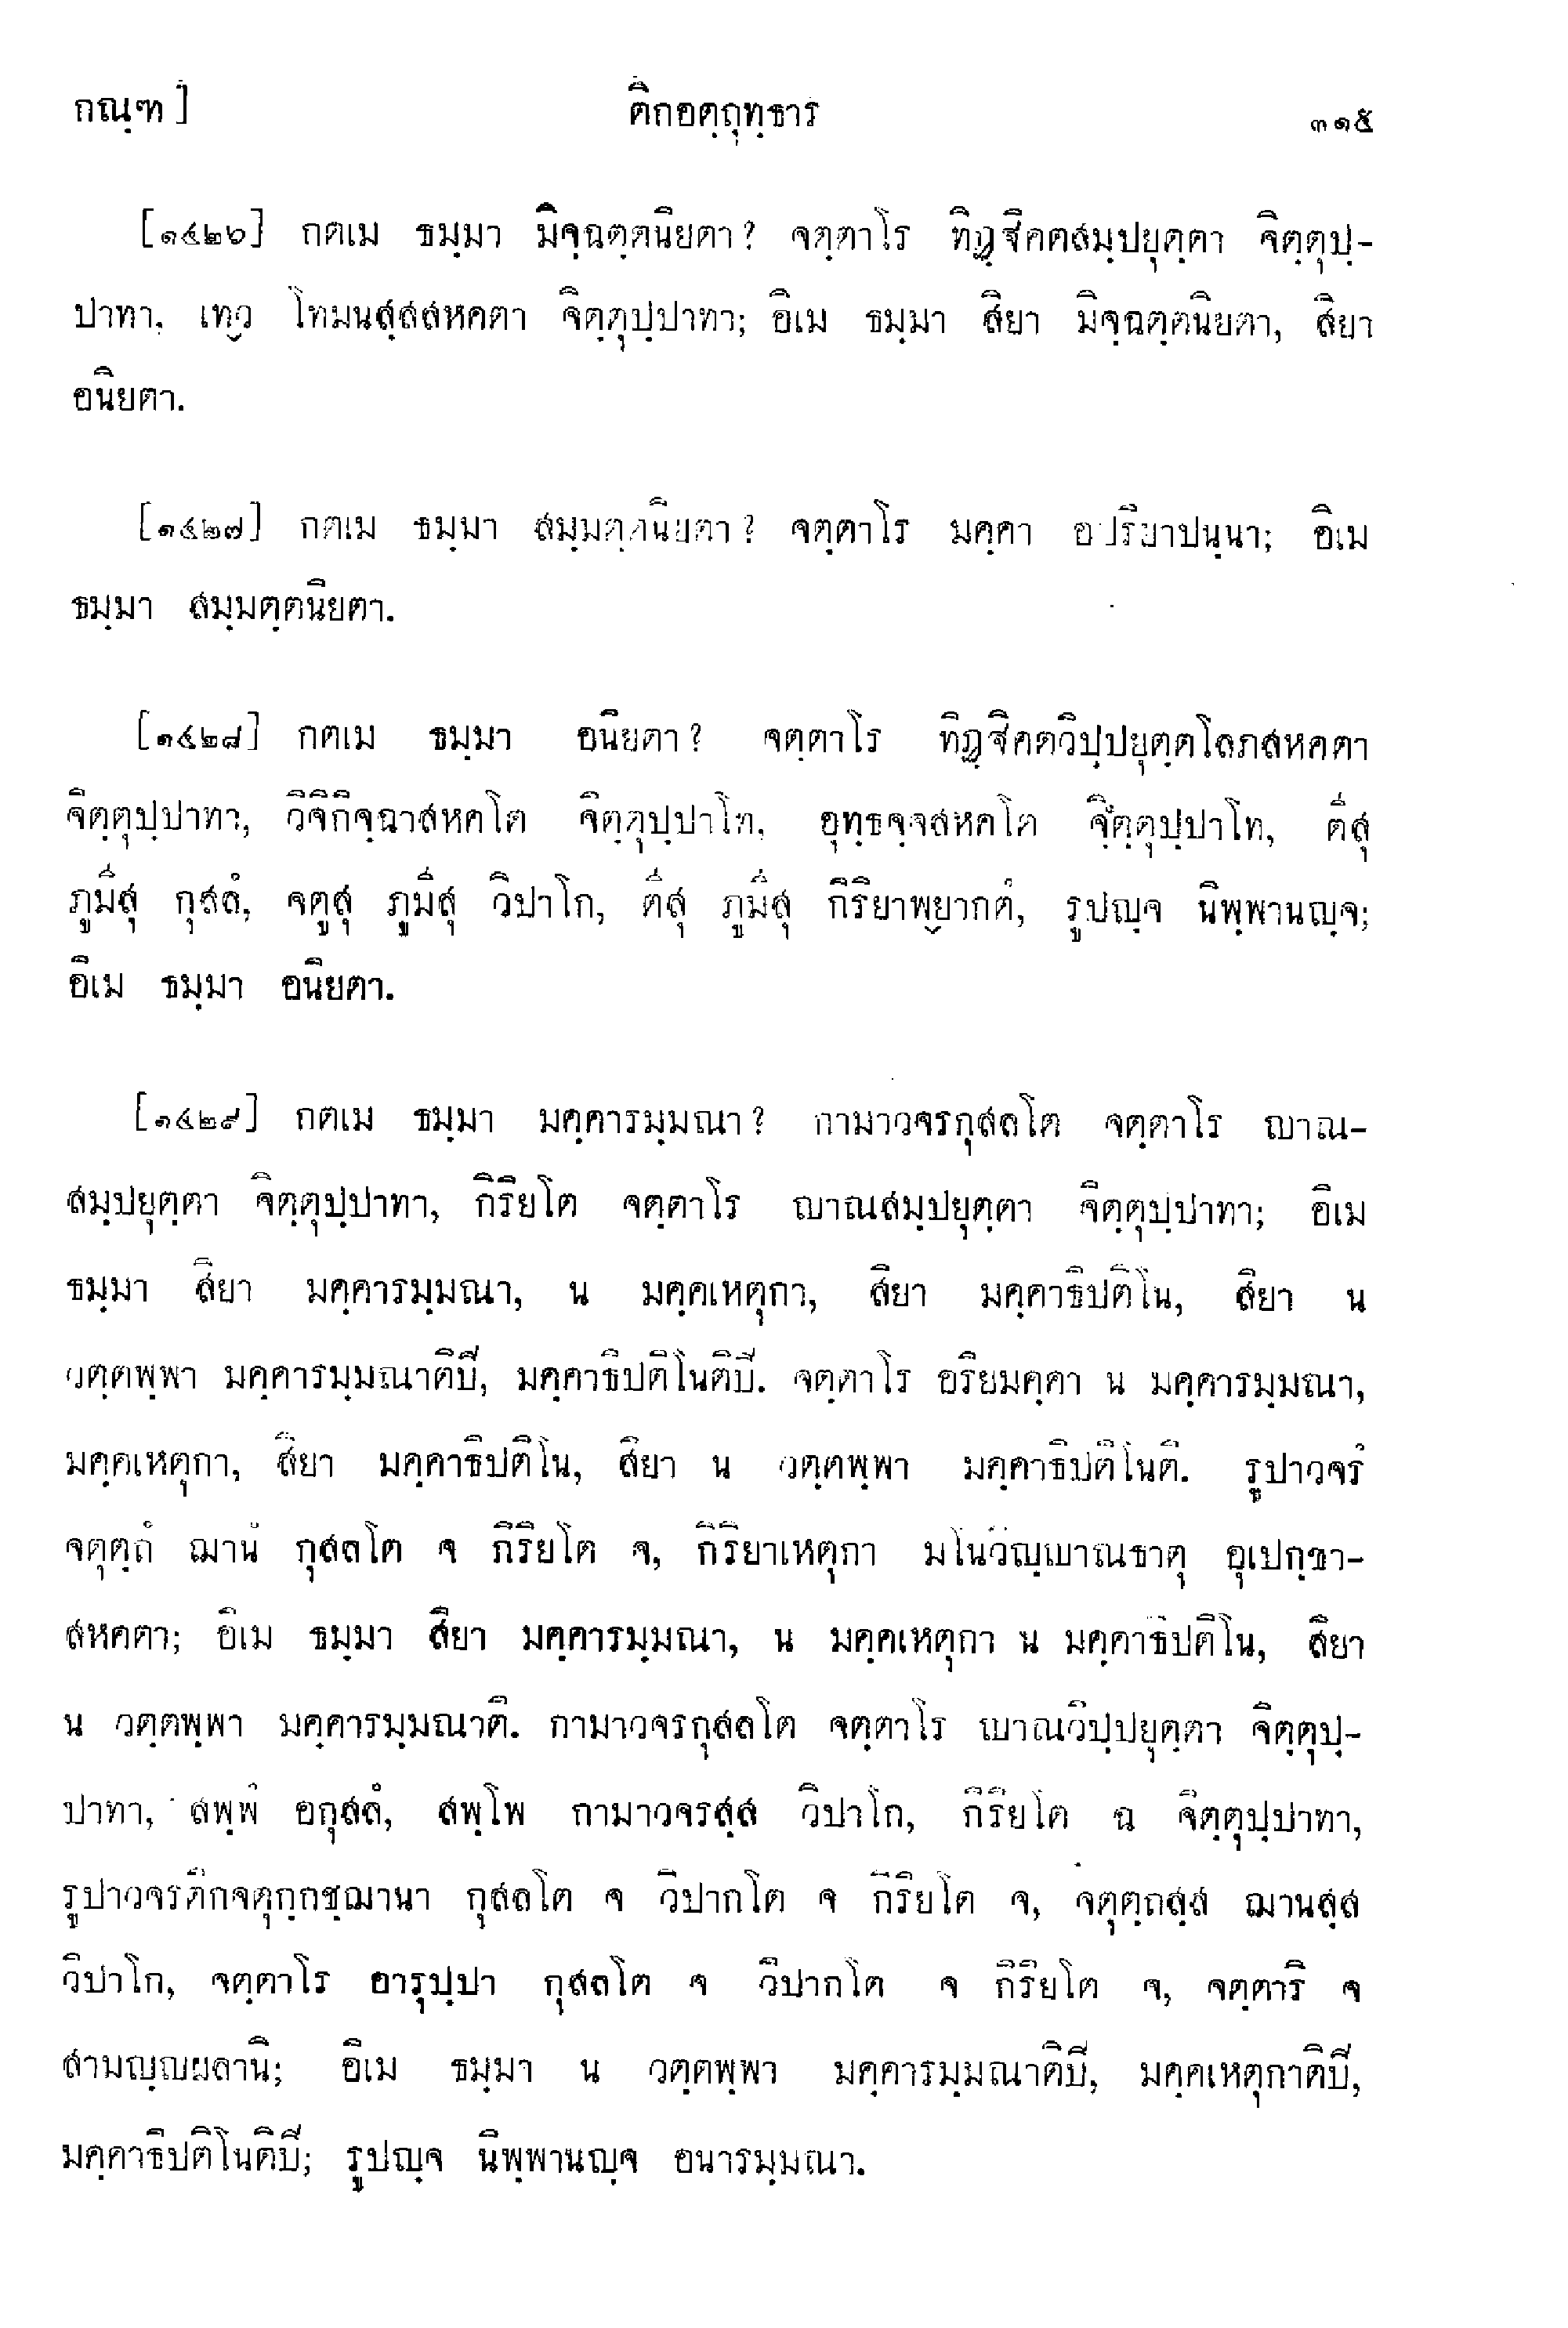 กณฺฑ] ติกอตฺถุทฺธาร ๓๑๕
[๑๔๒๖] กตเม ธมฺมา มิจฺฉตฺตนิยตา? จตฺตาโร ทิฏฺฐิคตสมฺปยุตฺตา จิตฺตุปฺ-
ปาทา, เทฺว โทมนสฺสสหคตา จิตฺตุปฺปาทา; อิเม ธมฺมา สิยา มิจฺฉตฺตนิยตา, สิยา
อนิยตา.
[๑๔๒๗] กตเม ธมฺมา สมฺมตฺตนิยตา? จตฺตาโร มคฺคา อปริยาปนฺนา; อิเม
ธมฺมา สมฺมตฺตนิยตา.
[๑๔๒๘] กตเม ธมฺมา อนิยตา? จตฺตาโร ทิฏฺฐิคตวิปฺปยุตฺตโลภสหคตา
จิตฺตุปฺปาทา, วิจิกิจฺฉาสหคโต จิตฺตุปฺปาโท, อุทฺธจฺจสหคโต จิตฺตุปฺปาโท, ตีสุ
ภูมีสุ กุสลํ, จตูสุ ภูมีสุ วิปาโก, ตีสุ ภูมีสุ กิริยาพฺยากตํ, รูปญฺจ นิพฺพานญฺจ;
อิเม ธมฺมา อนิยตา.
[๑๔๒๙] กตเม ธมฺมา มคฺคารมฺมณา? กามาวจรกุสลโต จตฺตาโร ญาณ-
สมฺปยุตฺตา จิตฺตุปฺปาทา, กิริยโต จตฺตาโร ญาณสมฺปยุตฺตา จิตฺตุปฺปาทา; อิเม
ธมฺมา สิยา มคฺคารมฺมณา, น มคฺคเหตุกา, สิยา มคฺคาธิปติโน, สิยา น
วตฺตพฺพา มคฺคารมฺมณาติปิ, มคฺคาธิปติโนติปิ. จตฺตาโร อริยมคฺคา น มคฺคารมฺมณา,
มคฺคเหตุกา, สิยา มคฺคาธิปติโน, สิยา น วตฺตพฺพา มคฺคาธิปติโนติ. รูปาวจรํ
จตุตฺถํ ฌานํ กุสลโต จ กิริยโต จ, กิริยาเหตุกา มโนวิญฺญาณธาตุ อุเปกฺขา-
สหคตา; อิเม ธมฺมา สิยา มคฺคารมฺมณา, น มคฺคเหตุกา น มคฺคาธิปติโน, สิยา
น วตฺตพฺพา มคฺคารมฺมณาติ. กามาวจรกุสลโต จตฺตาโร ญาณวิปฺปยุตฺตา จิตฺตุปฺ-
ปาทา, สพฺพํ อกุสลํ, สพฺโพ กามาวจรสฺส วิปาโก, กิริยโต ฉ จิตฺตุปฺปาทา,
รูปาวจรติกจตุกฺกชฺฌานา กุสลโต จ วิปากโต จ กิริยโต จ, จตุตฺถสฺส ฌานสฺส
วิปาโก, จตฺตาโร อารุปฺปา กุสลโต จ วิปากโต จ กิริยโต จ, จตฺตาริ จ
สามญฺญผลานิ; อิเม ธมฺมา น วตฺตพฺพา มคฺคารมฺมณาติปิ, มคฺคเหตุกาติปิ,
มคฺคาธิปติโนติปิ; รูปญฺจ นิพฺพานญฺจ อนารมฺมณา.